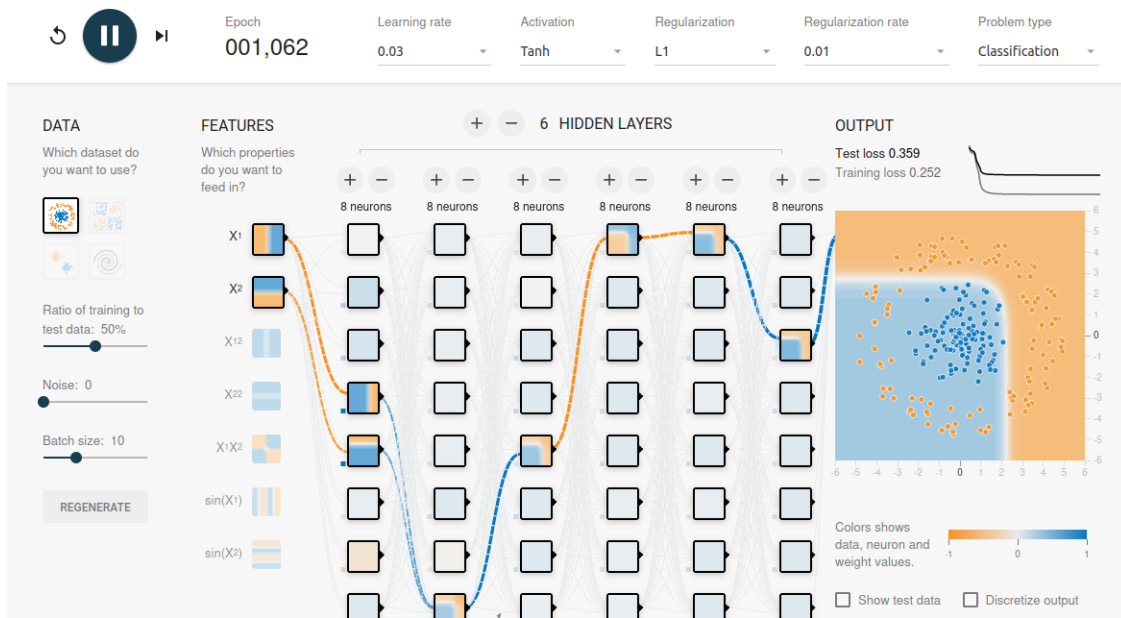 Epoch
001,062
Learning rate
0.03
Activation
Tanh
Regularization
L1
Regularization rate
0.01
Problem type
Classification
DATA
Which dataset do
you want to use?
Ratio of training to
test data: 50%
Noise: 0
Batch size: 10
REGENERATE
FEATURES
Which properties
do you want to
feed in?
X1
X2
X12
X22
X1X2
sin(X1)
sin(X2)
+ − 6 HIDDEN LAYERS
+ − + − + − + − + − + −
8 neurons 8 neurons 8 neurons 8 neurons 8 neurons 8 neurons
OUTPUT
Test loss 0.359
Training loss 0.252
6
5
4
3
2
1
0
-1
-2
-3
-4
-5
-6
-6 -5 -4 -3 -2 -1 0 1 2 3 4 5 6
Colors shows
data, neuron and
weight values.
-1 0 1
Show test data
Discretize output